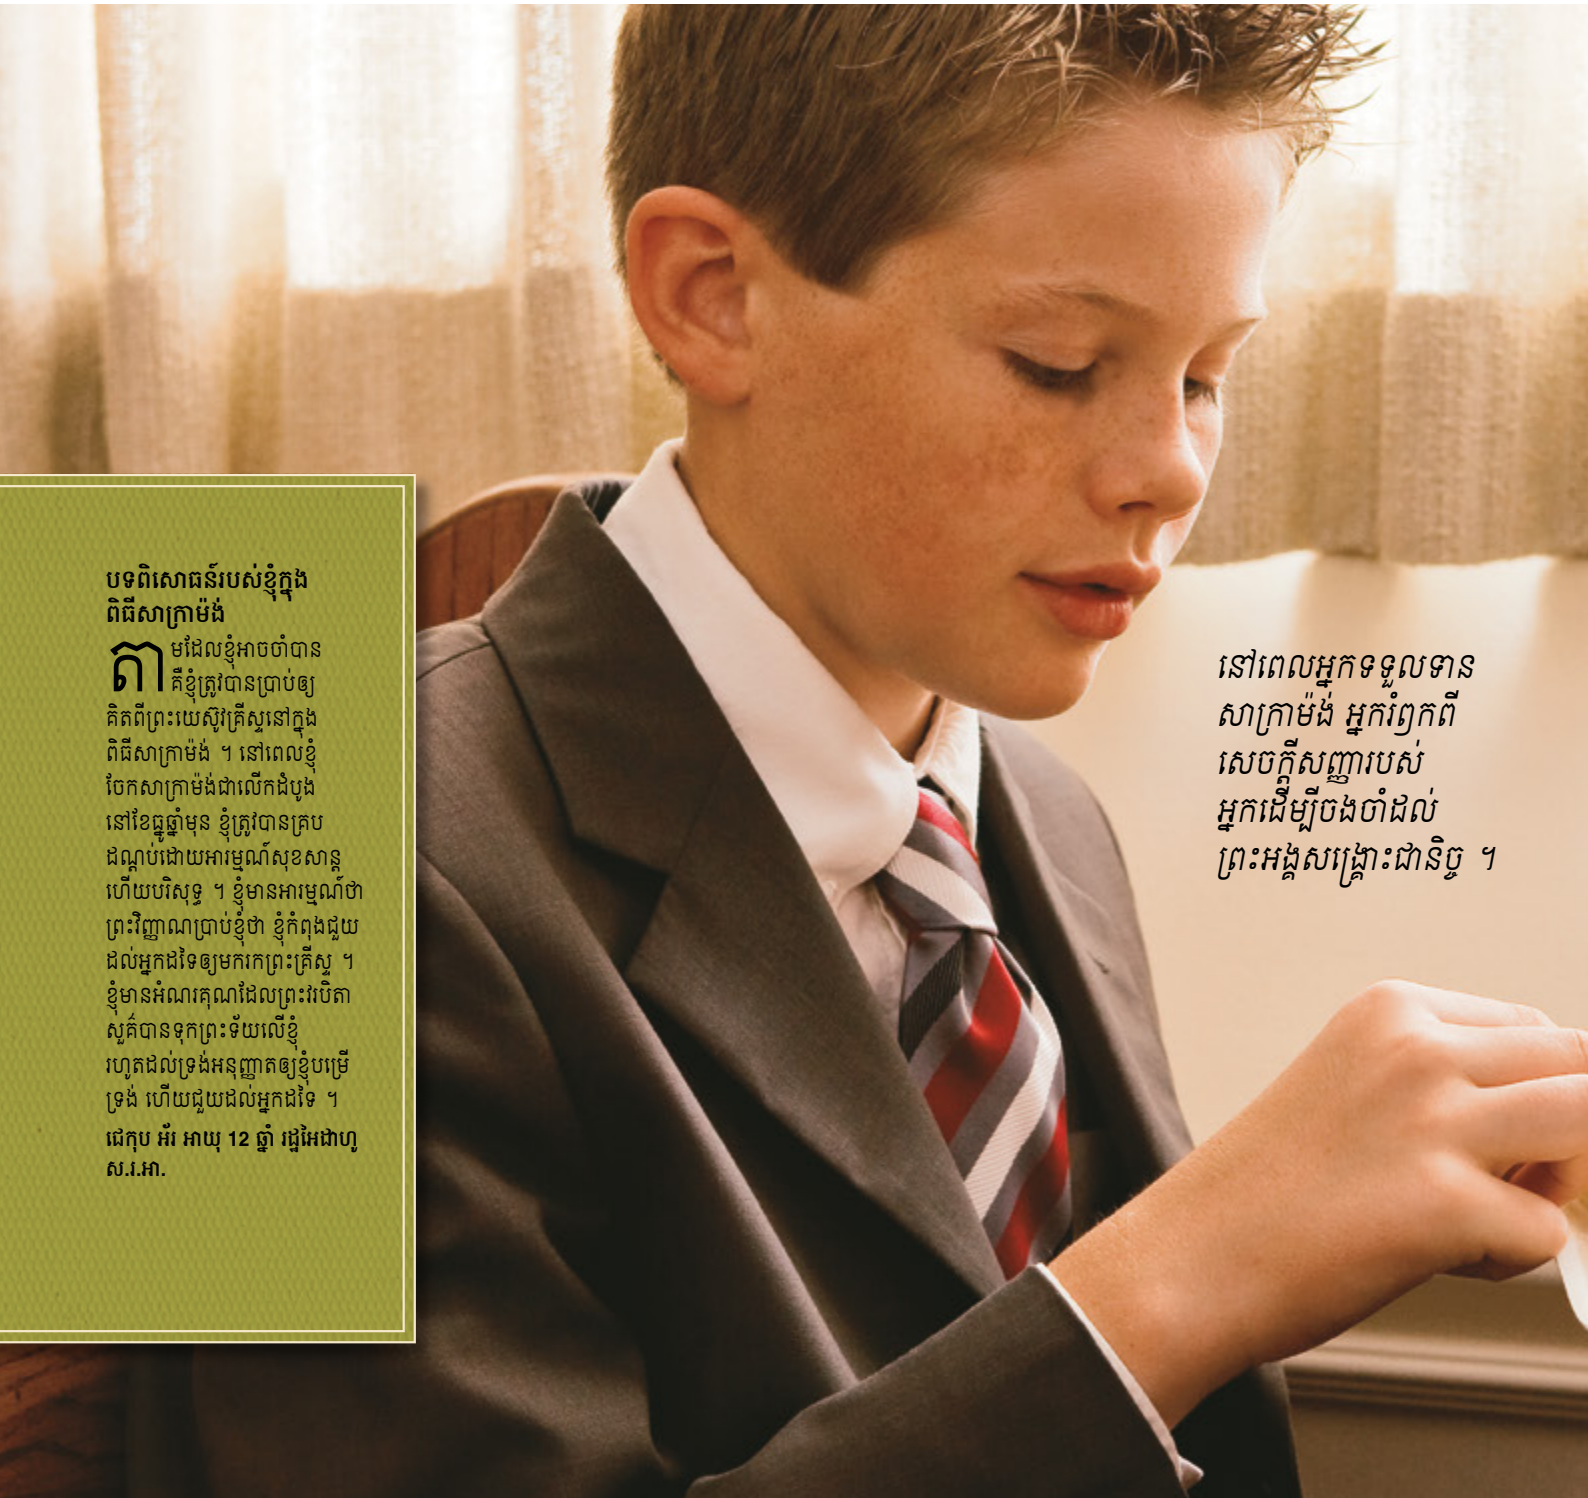 បទពិសោធន៍របស់ខ្ញុំក្នុង
ពិធីសាក្រាម៉ង់
តាមដែលខ្ញុំអាចចាំបាន
គឺខ្ញុំត្រូវបានប្រាប់ឲ្យ
គិតពីព្រះយេស៊ូវគ្រីស្ទនៅក្នុង
ពិធីសាក្រាម៉ង់ ។ នៅពេលខ្ញុំ
ចែកសាក្រាម៉ង់ជាលើកដំបូង
នៅខែធ្នូឆ្នាំមុន ខ្ញុំត្រូវបានគ្រប
ដណ្តប់ដោយអារម្មណ៍សុខសាន្ត
ហើយបរិសុទ្ធ ។ ខ្ញុំមានអារម្មណ៍ថា
ព្រះវិញ្ញាណប្រាប់ខ្ញុំថា ខ្ញុំកំពុងជួយ
ដល់អ្នកដទៃឲ្យមករកព្រះគ្រីស្ទ ។
ខ្ញុំមានអំណរគុណដែលព្រះវរបិតា
សួគ៌បានទុកព្រះទ័យលើខ្ញុំ
រហូតដល់ទ្រង់អនុញ្ញាតឲ្យខ្ញុំបម្រើ
ទ្រង់ ហើយជួយដល់អ្នកដទៃ ។
ជេកុប អ័រ អាយុ 12 ឆ្នាំ រដ្ឋអៃដាហូ
ស.រ.អា.
នៅពេលអ្នកទទួលទាន
សាក្រាម៉ង់ អ្នករំឭកពី
សេចក្តីសញ្ញារបស់
អ្នកដើម្បីចងចាំដល់
ព្រះអង្គសង្គ្រោះជានិច្ច ។